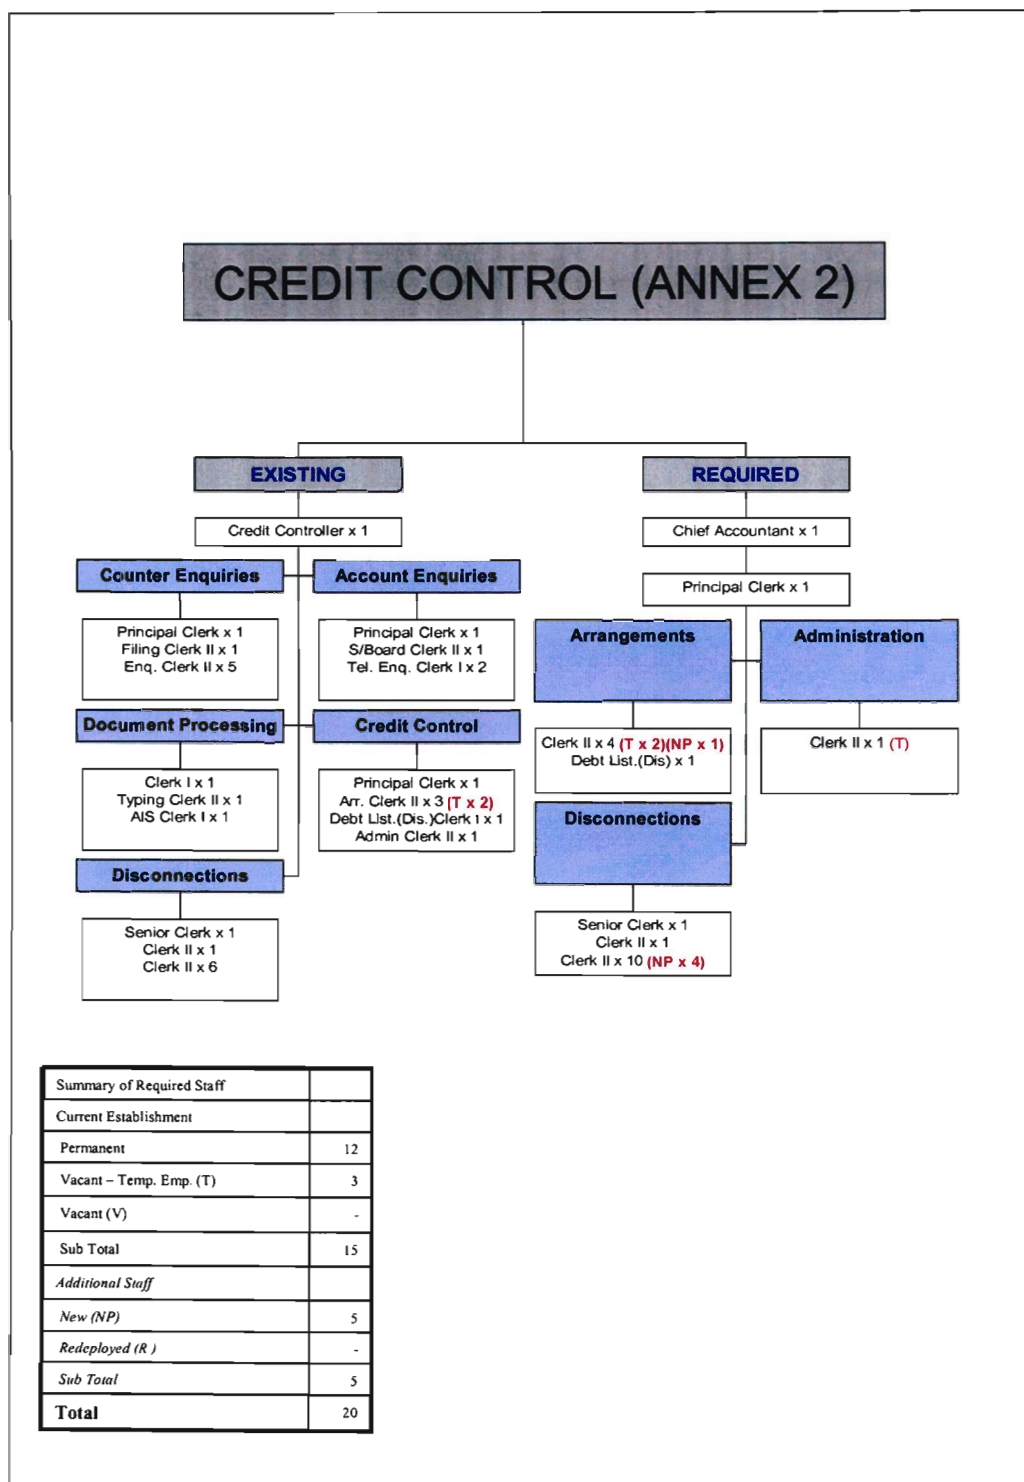 CREDIT CONTROL (ANNEX 2)
EXISTING
Credit Controller x 1
Counter Enquiries
Principal Clerk x 1
Filing Clerk II x 1
Enq. Clerk II x 5
Account Enquiries
Principal Clerk x 1
S/Board Clerk II x 1
Tel. Enq. Clerk I x 2
Document Processing
Clerk I x 1
Typing Clerk II x 1
AIS Clerk I x 1
Credit Control
Principal Clerk x 1
Arr. Clerk II x 3 (T x 2)
Debt List.(Dis.)Clerk I x 1
Admin Clerk II x 1
Disconnections
Senior Clerk x 1
Clerk II x 1
Clerk II x 6
REQUIRED
Chief Accountant x 1
Principal Clerk x 1
Arrangements
Clerk II x 4 (T x 2)(NP x 1)
Debt List.(Dis) x 1
Administration
Clerk II x 1 (T)
Disconnections
Senior Clerk x 1
Clerk II x 1
Clerk II x 10 (NP x 4)
Summary of Required Staff
Current Establishment
Permanent 12
Vacant – Temp. Emp. (T) 3
Vacant (V) -
Sub Total 15
Additional Staff
New (NP) 5
Redeployed (R ) -
Sub Total 5
Total 20